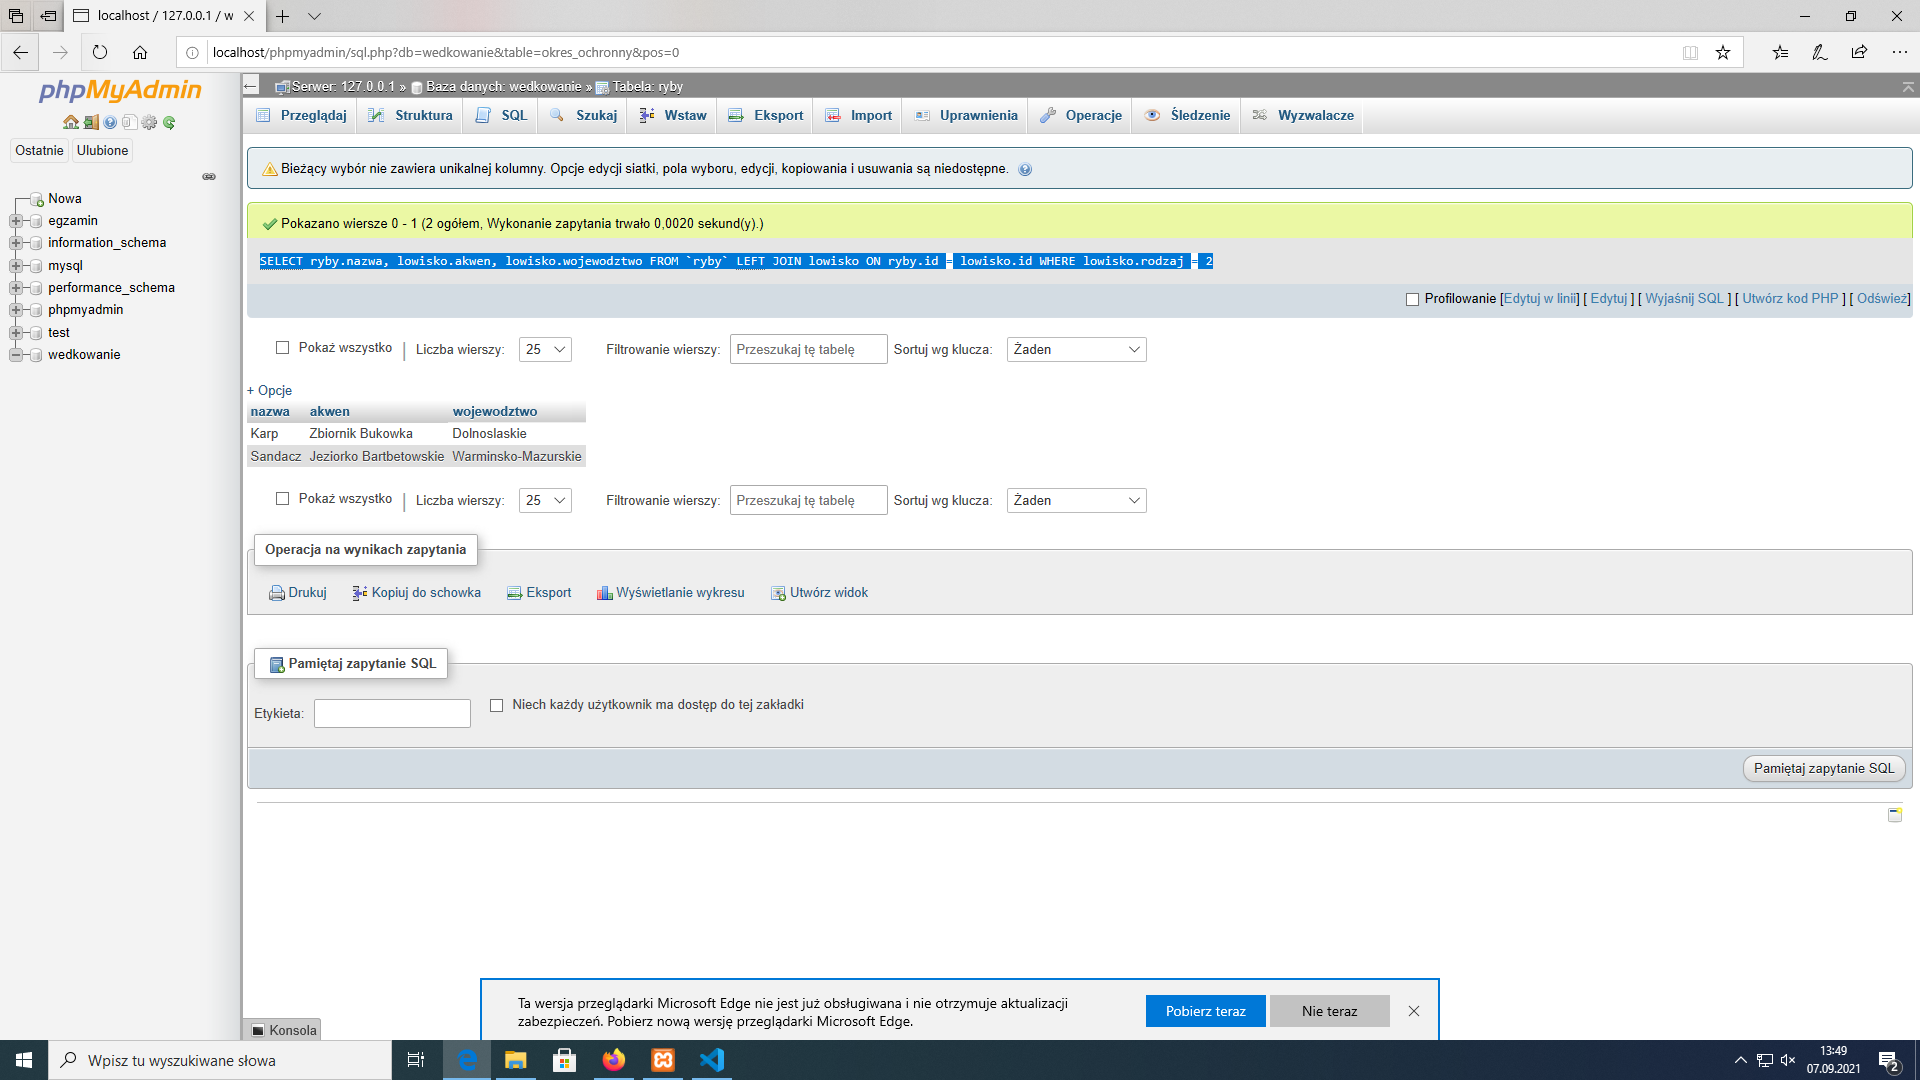 localhost / 127.0.0.1 / w
localhost/phpmyadmin/sql.php?db=wedkowanie&table=okres_ochronny&pos=0
phpMyAdmin
Ostatnie Ulubione
Nowa
egzamin
information_schema
mysql
performance_schema
phpmyadmin
test
wedkowanie
Serwer: 127.0.0.1 » Baza danych: wedkowanie » Tabela: ryby
Przeglądaj Struktura SQL Szukaj Wstaw Eksport Import Uprawnienia Operacje Śledzenie Wyzwalacze
Bieżący wybór nie zawiera unikalnej kolumny. Opcje edycji siatki, pola wyboru, edycji, kopiowania i usuwania są niedostępne.
Pokazano wiersze 0 - 1 (2 ogółem, Wykonanie zapytania trwało 0,0020 sekund(y).)
SELECT ryby.nazwa, lowisko.akwen, lowisko.wojewodztwo FROM `ryby` LEFT JOIN lowisko ON ryby.id = lowisko.id WHERE lowisko.rodzaj = 2
Profilowanie [Edytuj w linii] [ Edytuj ] [ Wyjaśnij SQL ] [ Utwórz kod PHP ] [ Odśwież]
Pokaż wszystko | Liczba wierszy: 25 Filtrowanie wierszy: Przeszukaj tę tabelę Sortuj wg klucza: Żaden
+ Opcje
nazwa akwen wojewodztwo
Karp Zbiornik Bukowka Dolnoslaskie
Sandacz Jeziorko Bartbetowskie Warminsko-Mazurskie
Pokaż wszystko | Liczba wierszy: 25 Filtrowanie wierszy: Przeszukaj tę tabelę Sortuj wg klucza: Żaden
Operacja na wynikach zapytania
Drukuj Kopiuj do schowka Eksport Wyświetlanie wykresu Utwórz widok
Pamiętaj zapytanie SQL
Etykieta: Niech każdy użytkownik ma dostęp do tej zakładki
Pamiętaj zapytanie SQL
Ta wersja przeglądarki Microsoft Edge nie jest już obsługiwana i nie otrzymuje aktualizacji
zabezpieczeń. Pobierz nową wersję przeglądarki Microsoft Edge.
Pobierz teraz Nie teraz
Konsola
Wpisz tu wyszukiwane słowa
13:49
07.09.2021
2